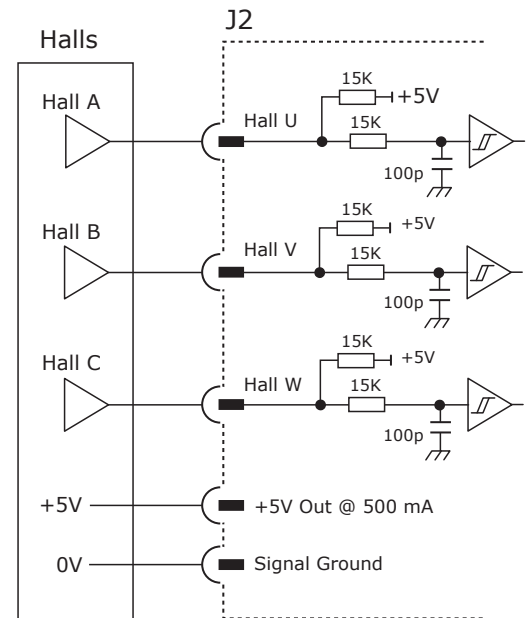 J2
Halls
15K
+5V
Hall A
Hall U
15K
100p
15K
+5V
Hall B
Hall V
15K
100p
15K
+5V
Hall C
Hall W
15K
100p
+5V
+5V Out @ 500 mA
0V
Signal Ground